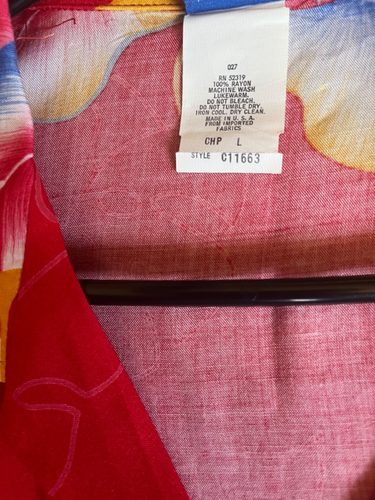 027
RN 52319
100% RAYON
MACHINE WASH
LUKEWARM.
DO NOT BLEACH.
DO NOT TUMBLE DRY.
IRON COOL. DRY CLEAN.
MADE IN U.S.A.
FROM IMPORTED
FABRICS
CHP L
STYLE C11663